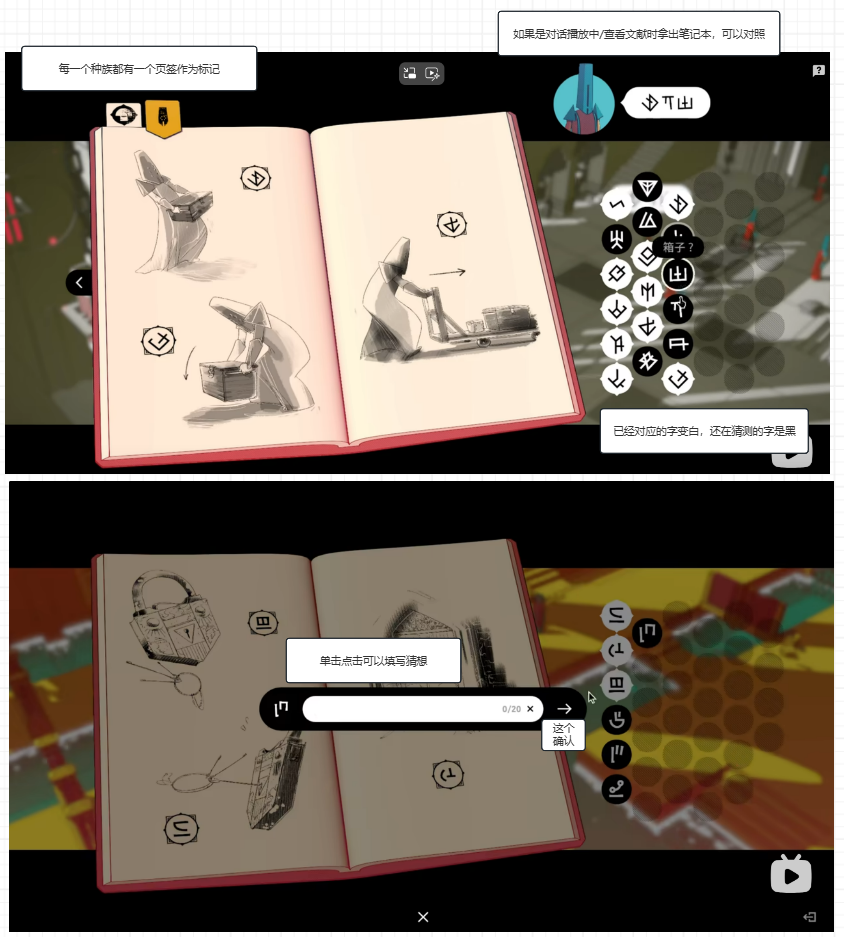 如果是对话播放中/查看文献时拿出笔记本，可以对照
每一个种族都有一个页签作为标记
?
箱子？
已经对应的字变白，还在猜测的字是黑
单击点击可以填写猜想
0/20
这个
确认